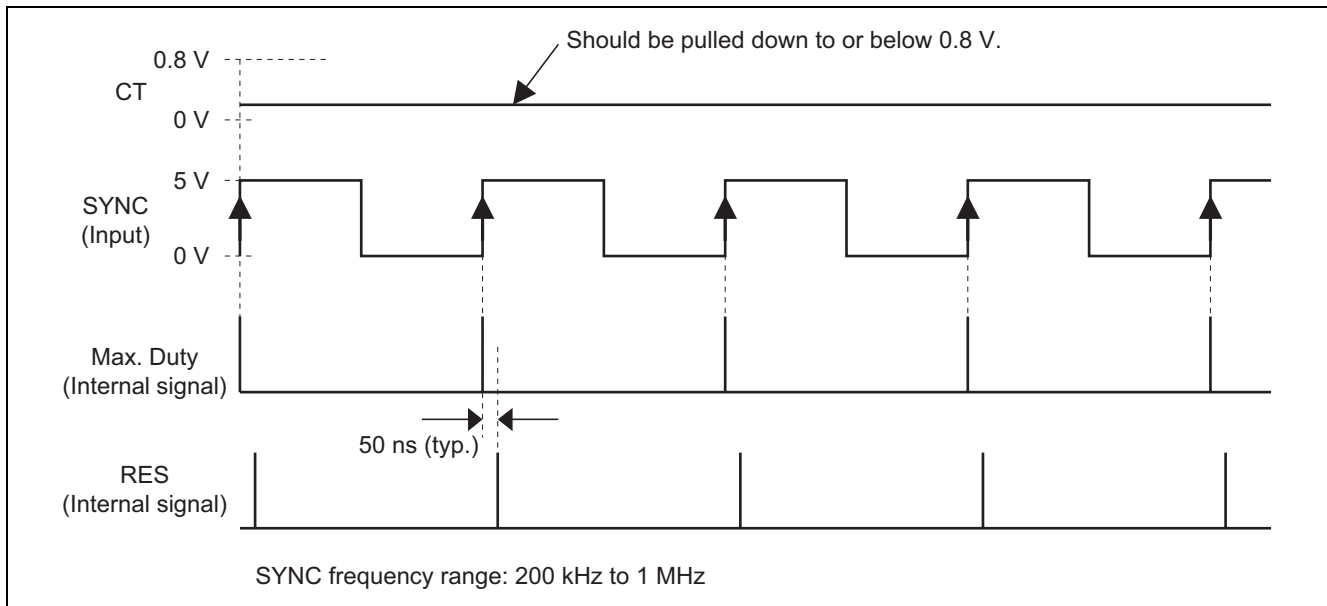 Should be pulled down to or below 0.8 V.
0.8 V
CT
0 V
5 V
SYNC
(Input)
0 V
Max. Duty
(Internal signal)
50 ns (typ.)
RES
(Internal signal)
SYNC frequency range: 200 kHz to 1 MHz